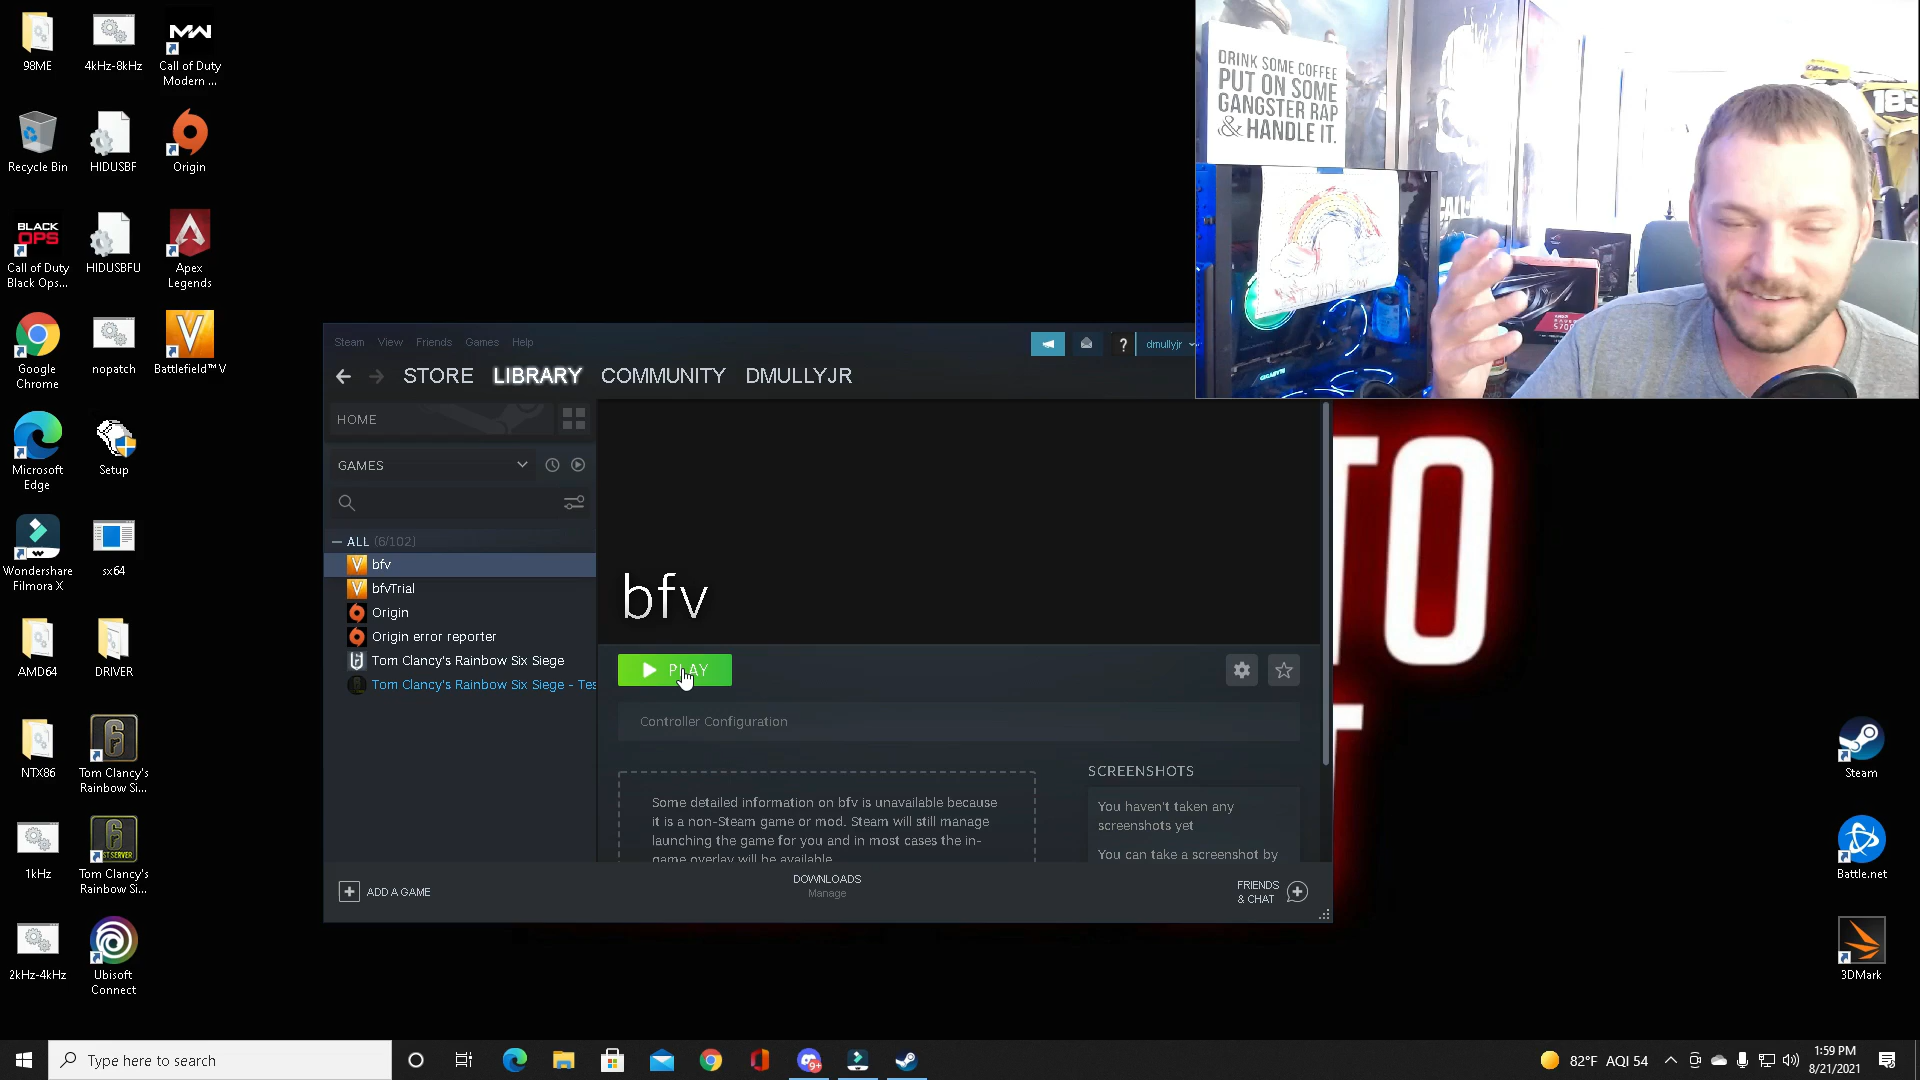 98ME
4kHz-8kHz
MW
Call of Duty
Modern ...
Recycle Bin
HIDUSBF
Origin
BLACK
OPS
Call of Duty
Black Ops...
HIDUSBFU
Apex
Legends
Google
Chrome
nopatch
Battlefield™ V
Microsoft
Edge
Setup
Wondershare
Filmora X
sx64
AMD64
DRIVER
NTX86
Tom Clancy's
Rainbow Si...
1kHz
Tom Clancy's
Rainbow Si...
2kHz-4kHz
Ubisoft
Connect
Steam View Friends Games Help
? dmullyjr
STORE LIBRARY COMMUNITY DMULLYJR
HOME
GAMES
ALL (6/102)
bfv
bfvTrial
Origin
Origin error reporter
Tom Clancy's Rainbow Six Siege
Tom Clancy's Rainbow Six Siege - Tes
bfv
PLAY
Controller Configuration
Some detailed information on bfv is unavailable because
it is a non-Steam game or mod. Steam will still manage
launching the game for you and in most cases the in-
game overlay will be available.
SCREENSHOTS
You haven't taken any
screenshots yet
You can take a screenshot by
ADD A GAME
DOWNLOADS
Manage
FRIENDS
& CHAT
DRINK SOME COFFEE
PUT ON SOME
GANGSTER RAP
& HANDLE IT.
183
GIGABYTE
TO
T
Steam
Battle.net
3DMark
Type here to search
9+
82°F AQI 54
1:59 PM
8/21/2021